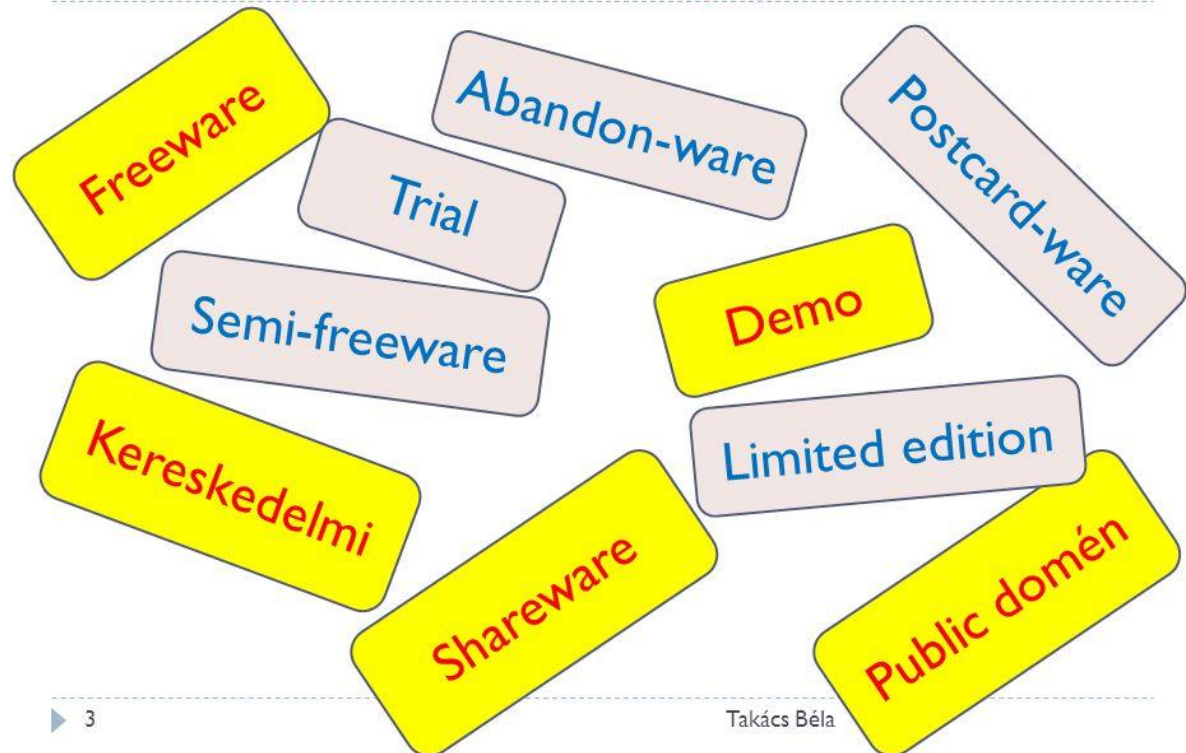 Freeware
Abandon-ware
Postcard-ware
Trial
Semi-freeware
Demo
Kereskedelmi
Limited edition
Shareware
Public domén
3
Takács Béla